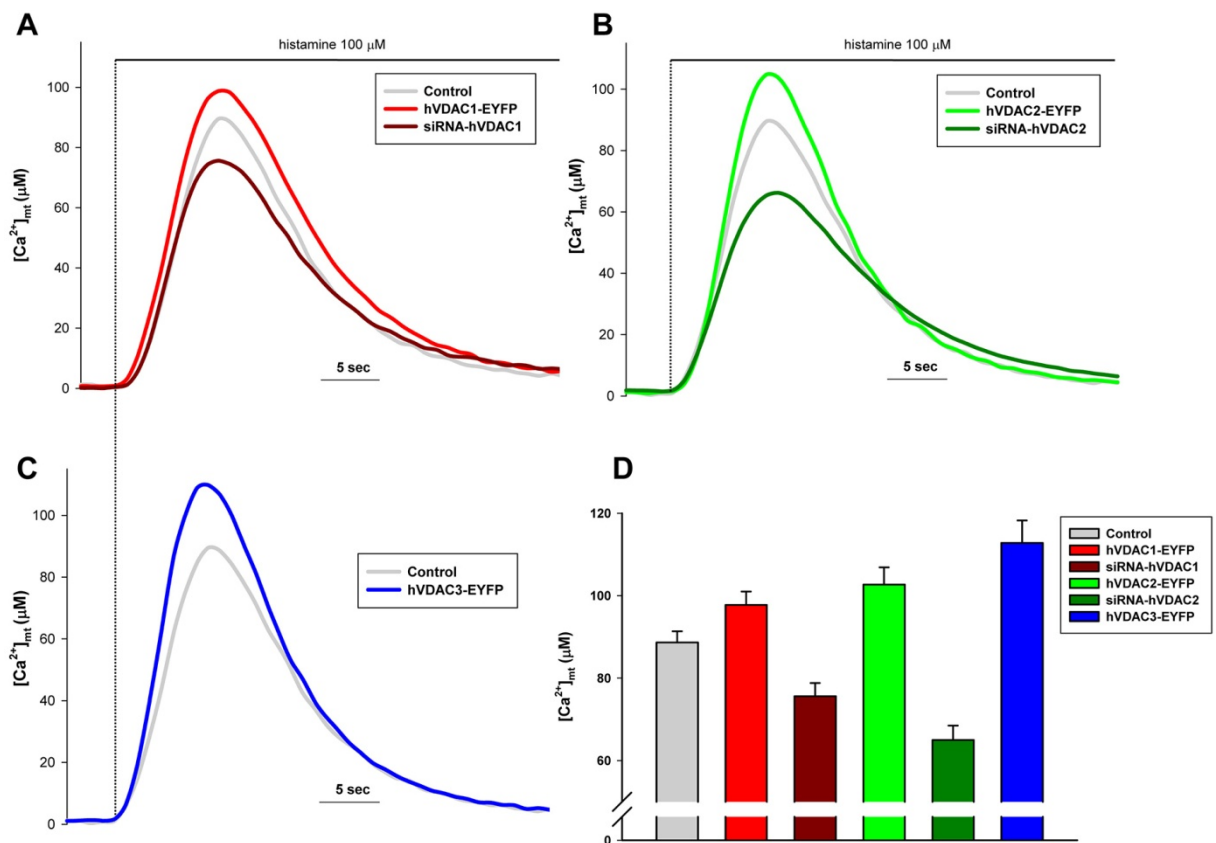 A
histamine 100 μM
Control
hVDAC1-EYFP
siRNA-hVDAC1
[Ca²⁺]mt (μM)
100
80
60
40
20
0
5 sec
B
histamine 100 μM
Control
hVDAC2-EYFP
siRNA-hVDAC2
[Ca²⁺]mt (μM)
100
80
60
40
20
0
5 sec
C
Control
hVDAC3-EYFP
[Ca²⁺]mt (μM)
100
80
60
40
20
0
5 sec
D
Control
hVDAC1-EYFP
siRNA-hVDAC1
hVDAC2-EYFP
siRNA-hVDAC2
hVDAC3-EYFP
[Ca²⁺]mt (μM)
120
100
80
60
0